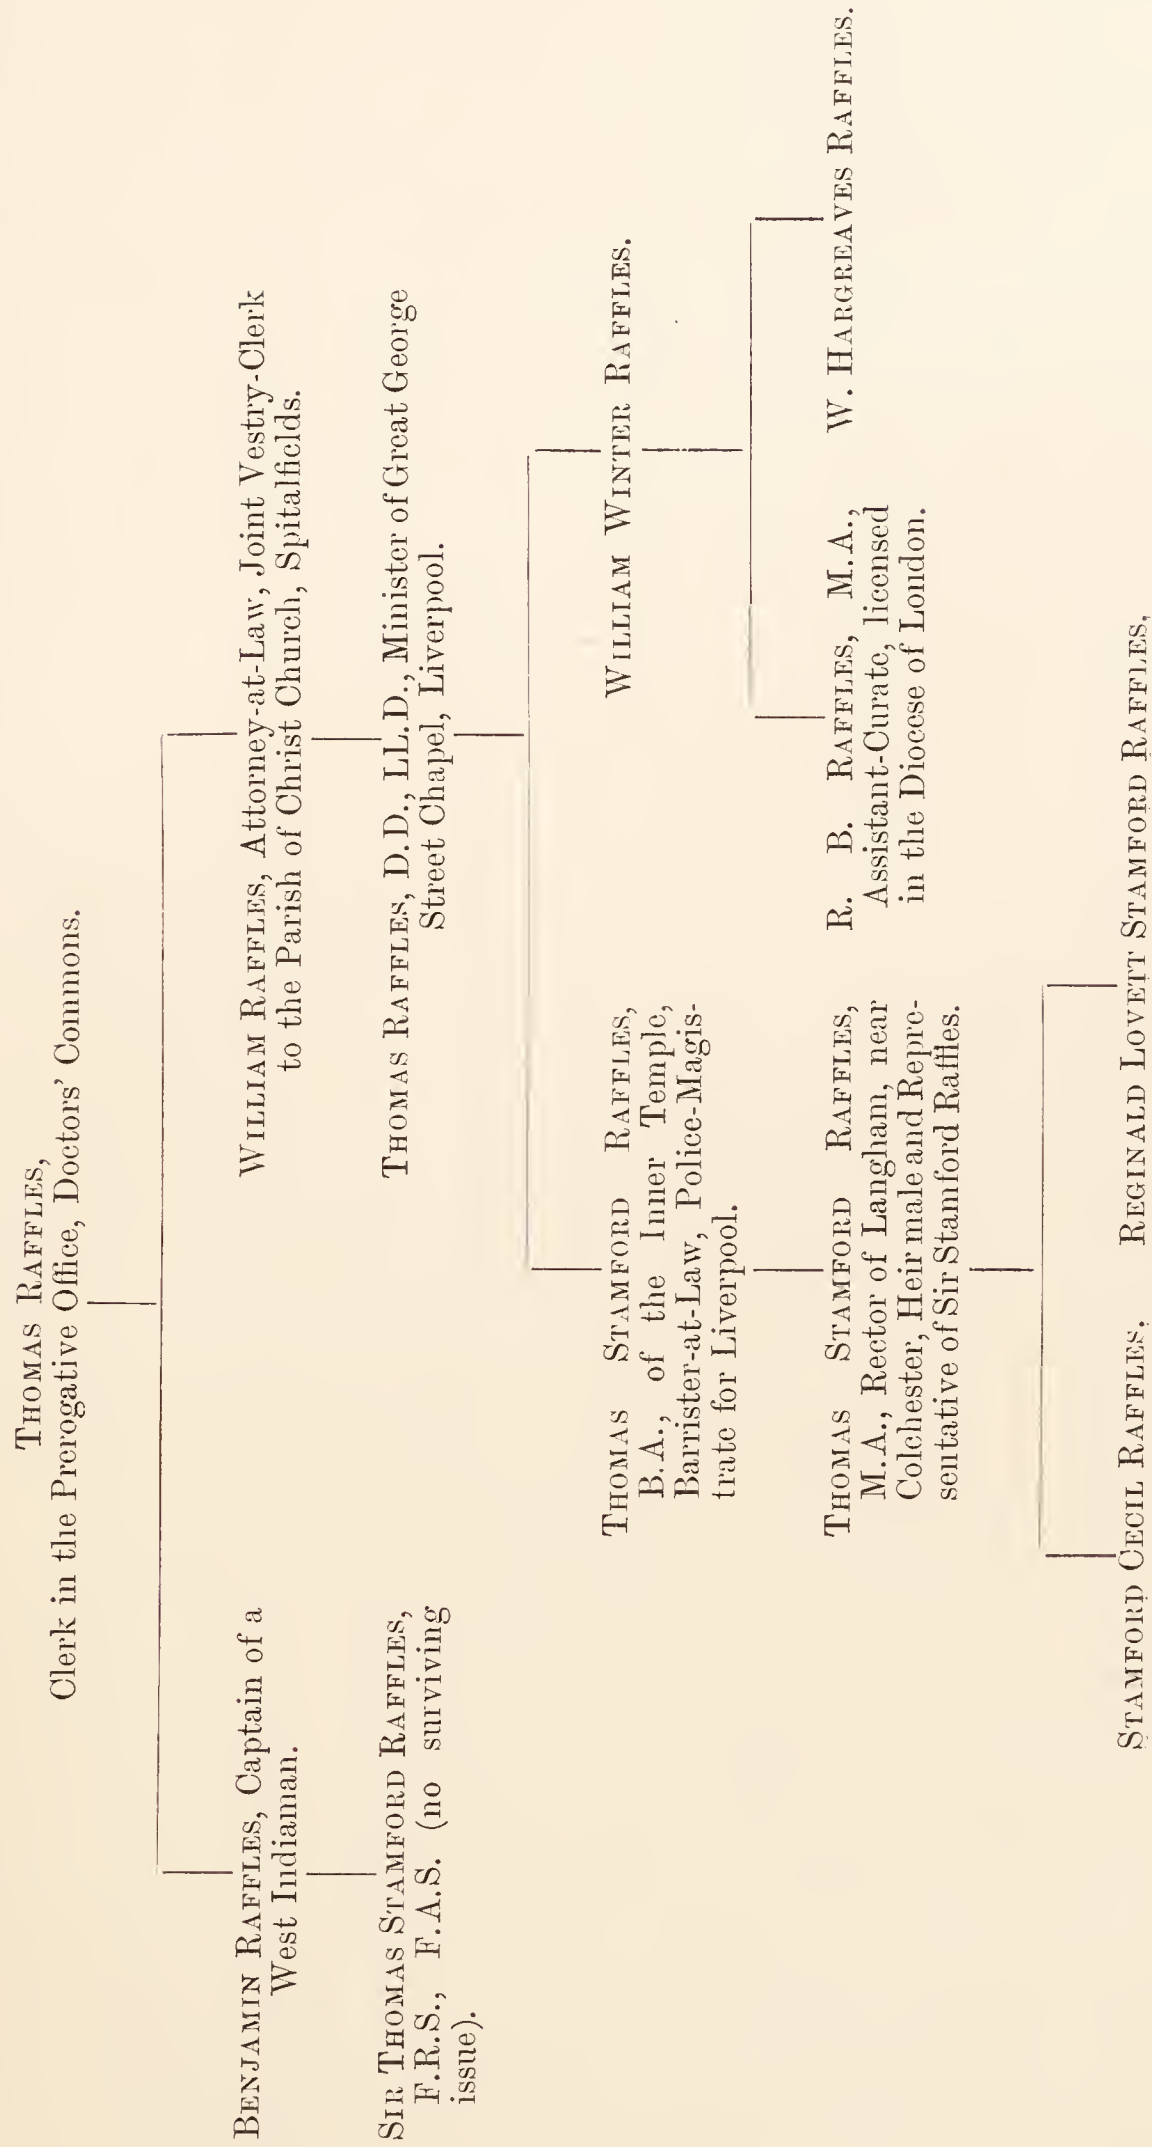 THOMAS RAFFLES,
Clerk in the Prerogative Office, Doctors' Commons.
BENJAMIN RAFFLES, Captain of a
West Indiaman.
WILLIAM RAFFLES, Attorney-at-Law, Joint Vestry-Clerk
to the Parish of Christ Church, Spitalfields.
SIR THOMAS STAMFORD RAFFLES,
F.R.S., F.A.S. (no surviving
issue).
THOMAS RAFFLES, D.D., LL.D., Minister of Great George
Street Chapel, Liverpool.
THOMAS STAMFORD RAFFLES,
B.A., of the Inner Temple,
Barrister-at-Law, Police-Magis-
trate for Liverpool.
WILLIAM WINTER RAFFLES.
THOMAS STAMFORD RAFFLES,
M.A., Rector of Langham, near
Colchester, Heir male and Repre-
sentative of Sir Stamford Raffles.
R. B. RAFFLES, M.A.,
Assistant-Curate, licensed
in the Diocese of London.
W. HARGREAVES RAFFLES.
STAMFORD CECIL RAFFLES.
REGINALD LOVETT STAMFORD RAFFLES.